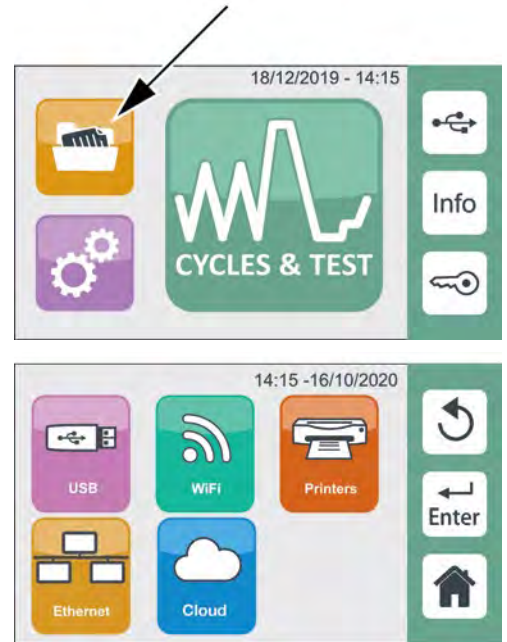 18/12/2019 - 14:15
Info
CYCLES & TEST
14:15 -16/10/2020
USB
WiFi
Printers
Enter
Ethernet
Cloud